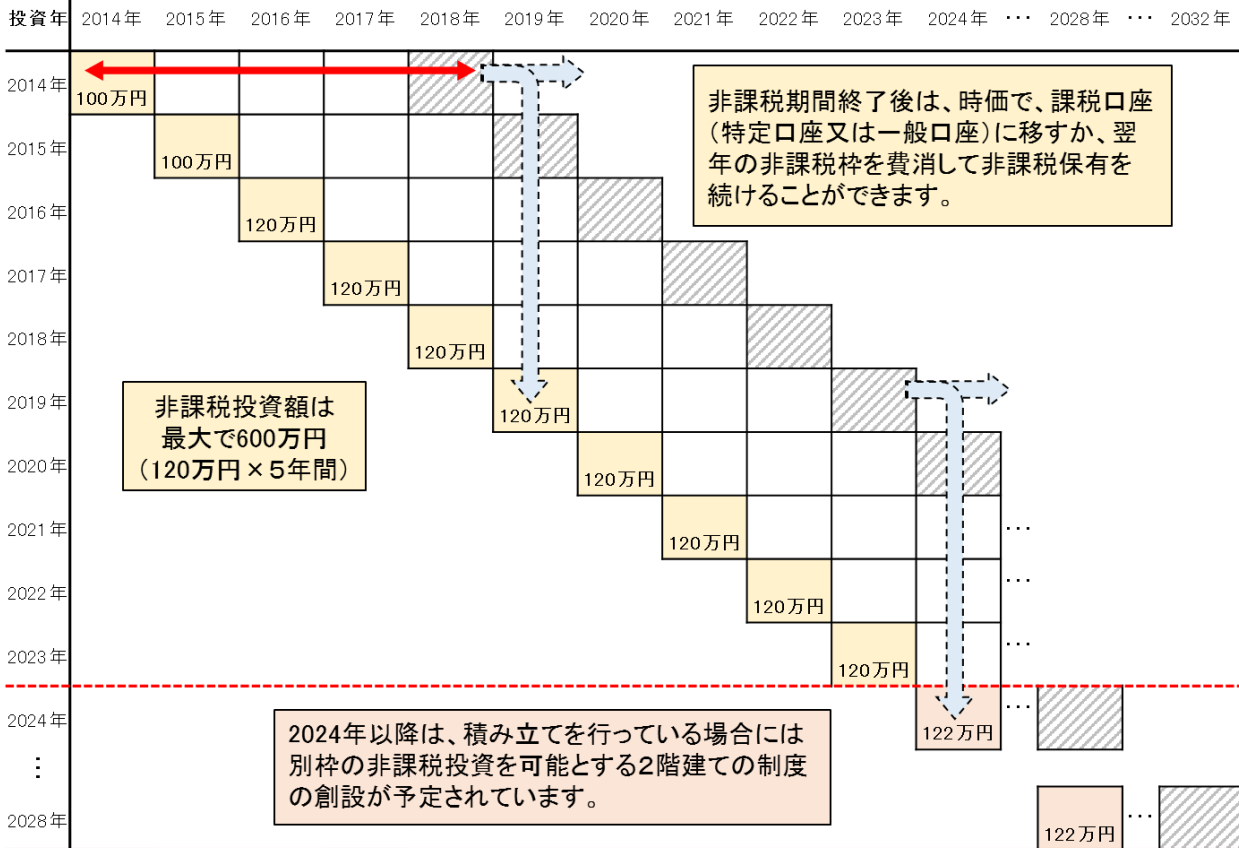 投資年 2014年 2015年 2016年 2017年 2018年 2019年 2020年 2021年 2022年 2023年 2024年 … 2028年 … 2032年
2014年
100万円
非課税期間終了後は、時価で、課税口座
(特定口座又は一般口座)に移すか、翌
年の非課税枠を費消して非課税保有を
続けることができます。
2015年
100万円
2016年
120万円
2017年
120万円
2018年
120万円
2019年
120万円
非課税投資額は
最大で600万円
(120万円×5年間)
2020年
120万円
2021年
120万円
…
2022年
120万円
…
2023年
120万円
…
2024年
122万円
…
2024年以降は、積み立てを行っている場合には
別枠の非課税投資を可能とする2階建ての制度
の創設が予定されています。
⋮
2028年
122万円
…